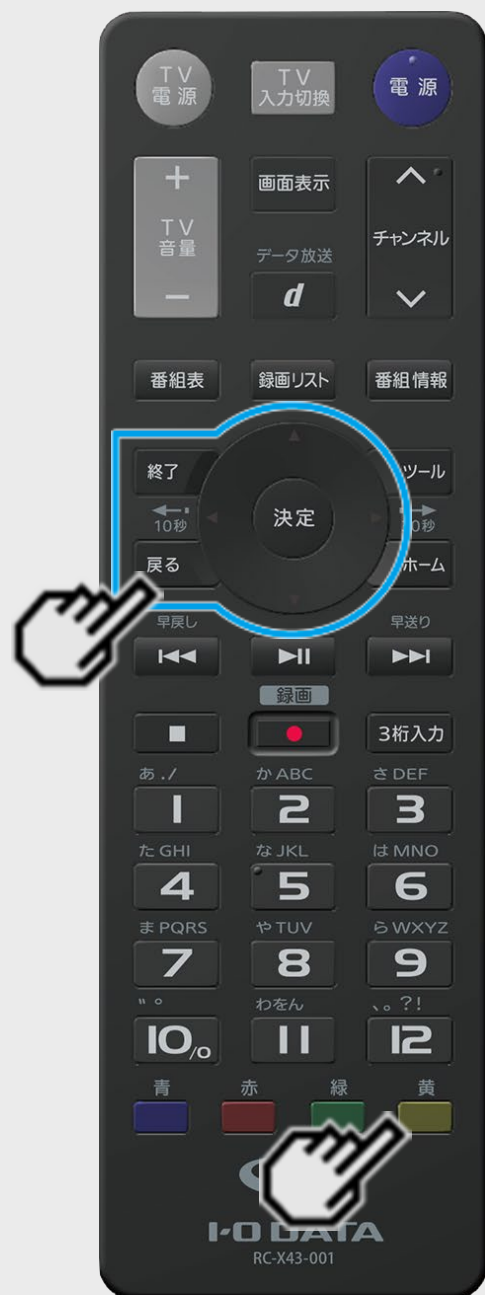 TV
電源
TV
入力切換
電源
+
TV
音量
−
画面表示
データ放送
d
チャンネル
番組表
録画リスト
番組情報
終了
ツール
10秒
決定
0秒
戻る
ホーム
早戻し
早送り
録画
3桁入力
あ./
かABC
さDEF
1
2
3
たGHI
なJKL
はMNO
4
5
6
まPQRS
やTUV
らWXYZ
7
8
9
"°
わをん
、。?!
10/0
11
12
青
赤
緑
黄
I-O DATA
RC-X43-001